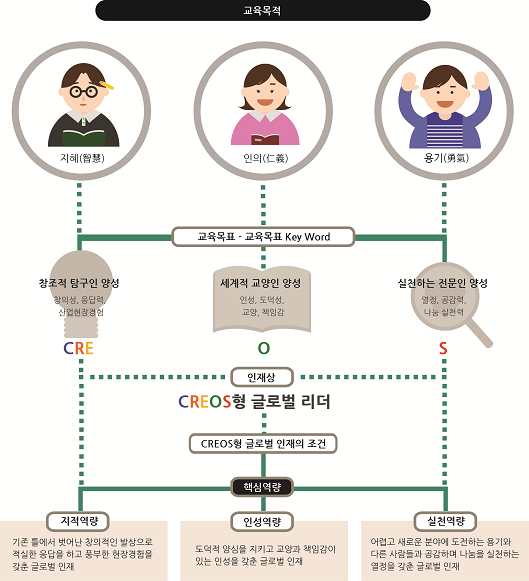 교육목적
지혜(智慧)
인의(仁義)
용기(勇氣)
교육목표 - 교육목표 Key Word
창조적 탐구인 양성
창의성, 응답력,
산업현장경험
세계적 교양인 양성
인성, 도덕성,
교양, 책임감
실천하는 전문인 양성
열정, 공감력,
나눔 실천력
CRE
O
S
인재상
CREOS형 글로벌 리더
CREOS형 글로벌 인재의 조건
핵심역량
지적역량
기존 틀에서 벗어난 창의적인 발상으로
적실한 응답을 하고 풍부한 현장경험을
갖춘 글로벌 인재
인성역량
도덕적 양심을 지키고 교양과 책임감이
있는 인성을 갖춘 글로벌 인재
실천역량
어렵고 새로운 분야에 도전하는 용기와
다른 사람들과 공감하며 나눔을 실천하는
열정을 갖춘 글로벌 인재